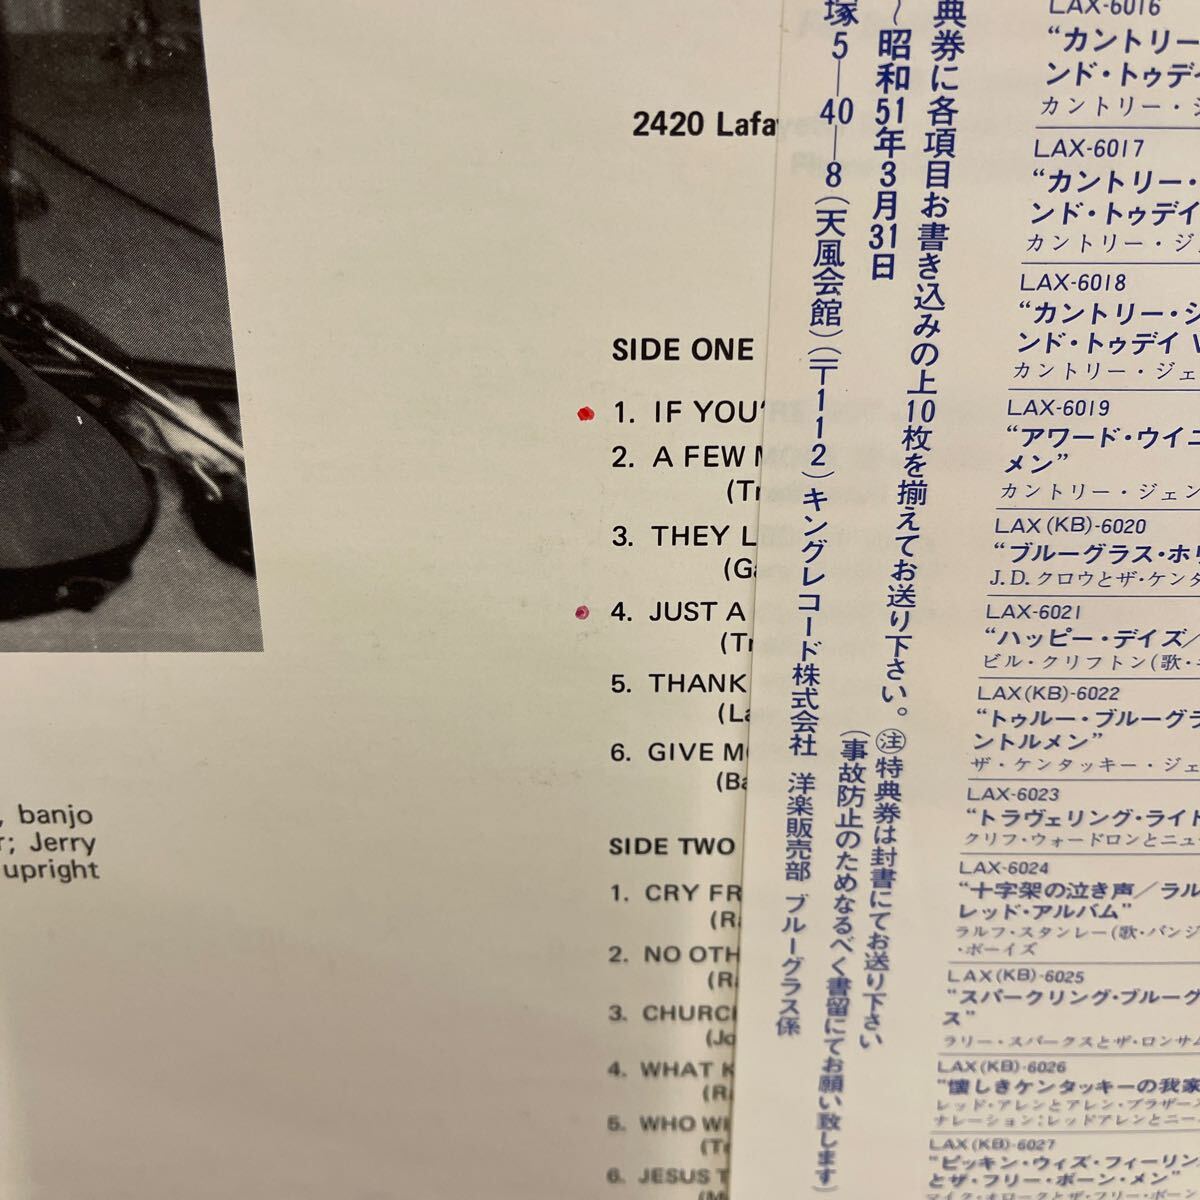 2420 Lafa
SIDE ONE
1. IF YOU'
2. A FEW M
(Tr
3. THEY L
(Ga
4. JUST A
(Tr
5. THANK
(La
6. GIVE MO
(Ba
SIDE TWO
1. CRY FR
(Ra
2. NO OTH
(Ra
3. CHURCH
(Jo
4. WHAT K
(Ra
5. WHO WI
(Tr
6. JESUS T
, banjo
r; Jerry
upright
典券に各項目お書き込みの上10枚を揃えてお送り下さい。㊟特典券は封書にてお送り下さい
(事故防止のためなるべく書留にてお願い致します)
〜昭和51年3月31日
塚5—40—8(天風会館)(〒112)キングレコード株式会社 洋楽販売部 ブルーグラス係
LAX-6016
“カントリー・
ンド・トゥデイ
カントリー・ジ
LAX-6017
“カントリー・
ンド・トゥデイ
カントリー・ジ
LAX-6018
“カントリー・ジ
ンド・トゥデイ V
カントリー・ジェ
LAX-6019
“アワード・ウイニ
メン”
カントリー・ジェン
LAX(KB)-6020
“ブルーグラス・ホリ
J.D.クロウとザ・ケンタ
LAX-6021
“ハッピー・デイズ/
ビル・クリフトン(歌・ギ
LAX(KB)-6022
“トゥルー・ブルーグラ
ントルメン”
ザ・ケンタッキー・ジェ
LAX-6023
“トラヴェリング・ライト
クリフ・ウォードロンとニュー
LAX-6024
“十字架の泣き声/ラル
レッド・アルバム”
ラルフ・スタンレー(歌・バンジ
・ボーイズ
LAX(KB)-6025
“スパークリング・ブルーグ
ス”
ラリー・スパークスとザ・ロンサム
LAX(KB)-6026
“懐しきケンタッキーの我家
レッド・アレンとアレン・ブラザース
ナレーション;レッドアレンとニー
LAX(KB)-6027
“ピッキン・ウィズ・フィーリン
とザ・フリー・ボーン・メン”